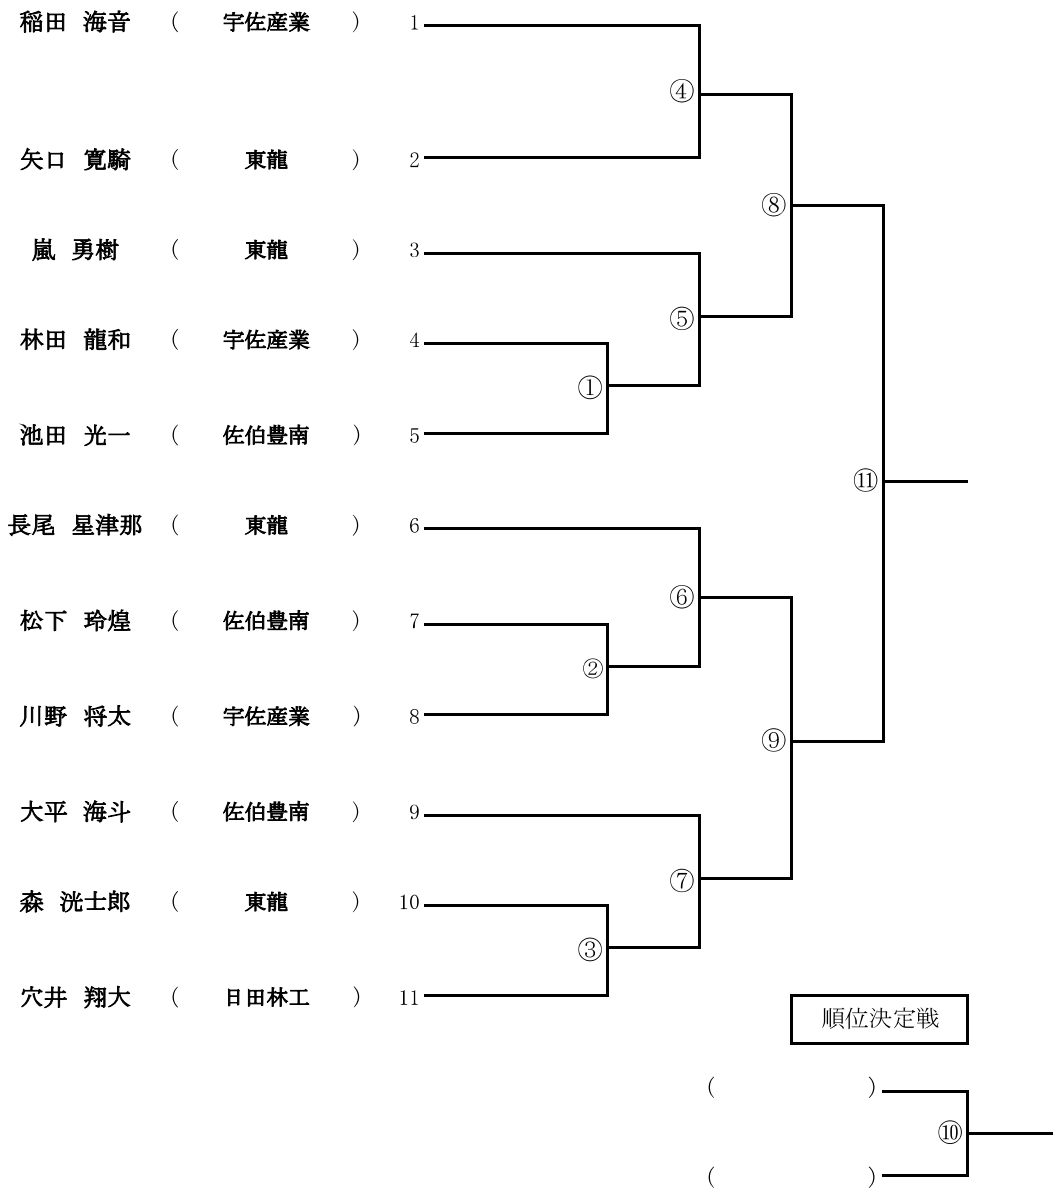 稲田 海音 （ 宇佐産業 ） 1
④
矢口 寛騎 （ 東龍 ） 2
⑧
嵐 勇樹 （ 東龍 ） 3
⑤
林田 龍和 （ 宇佐産業 ） 4
①
池田 光一 （ 佐伯豊南 ） 5
⑪
長尾 星津那 （ 東龍 ） 6
⑥
松下 玲煌 （ 佐伯豊南 ） 7
②
川野 将太 （ 宇佐産業 ） 8
⑨
大平 海斗 （ 佐伯豊南 ） 9
⑦
森 洸士郎 （ 東龍 ） 10
③
穴井 翔大 （ 日田林工 ） 11
順位決定戦
（ ）
⑩
（ ）